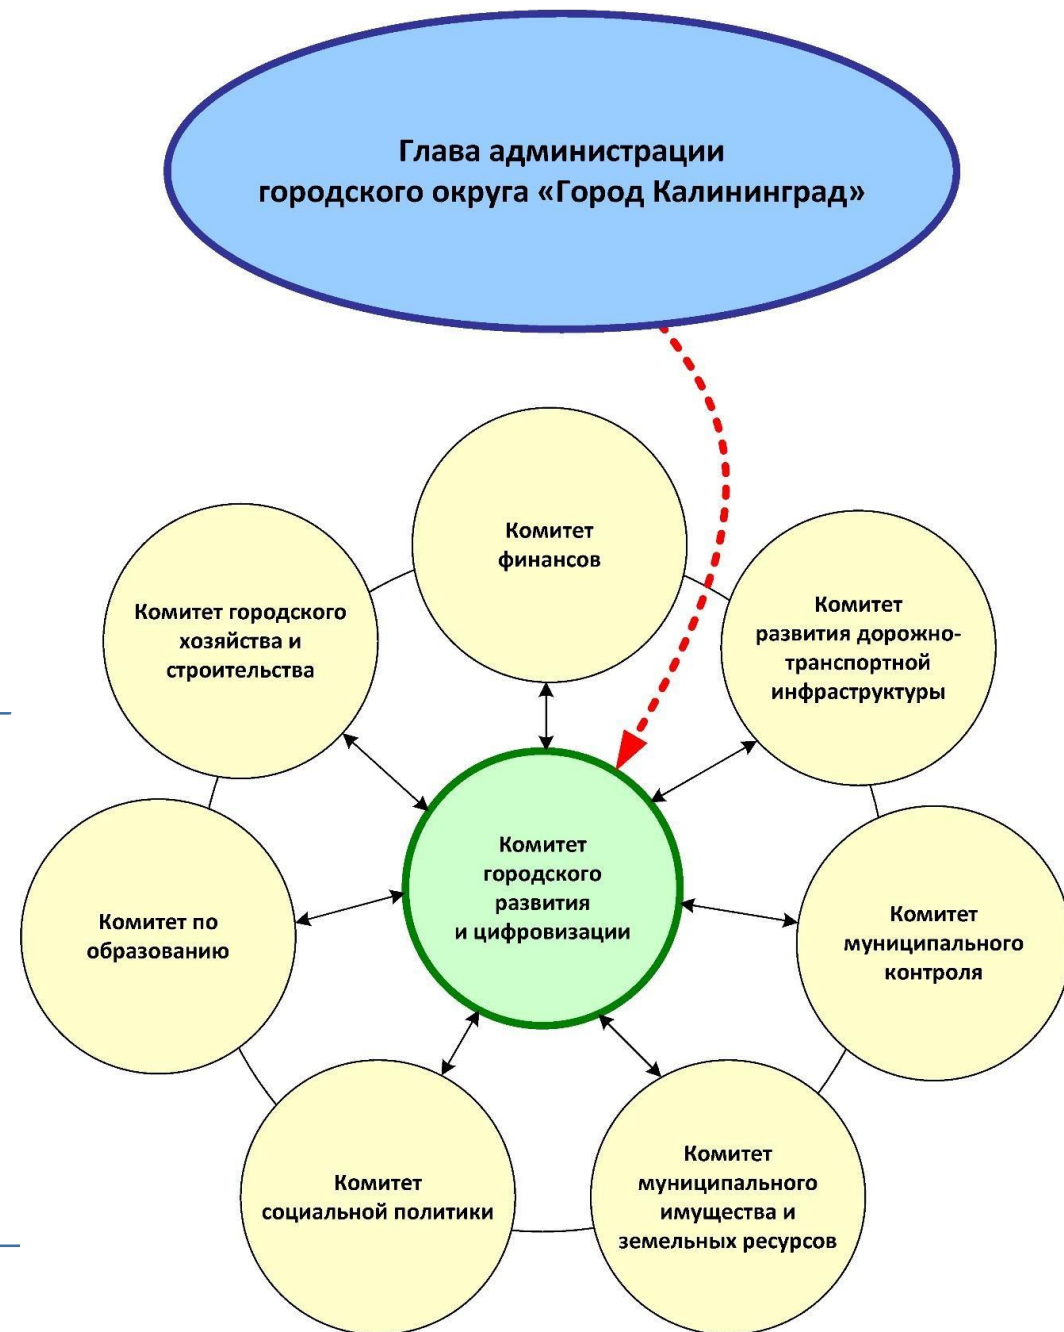 Глава администрации
городского округа «Город Калининград»
Комитет
финансов
Комитет городского
хозяйства и
строительства
Комитет
развития дорожно-
транспортной
инфраструктуры
Комитет
городского
развития
и цифровизации
Комитет по
образованию
Комитет
муниципального
контроля
Комитет
социальной политики
Комитет
муниципального
имущества и
земельных ресурсов